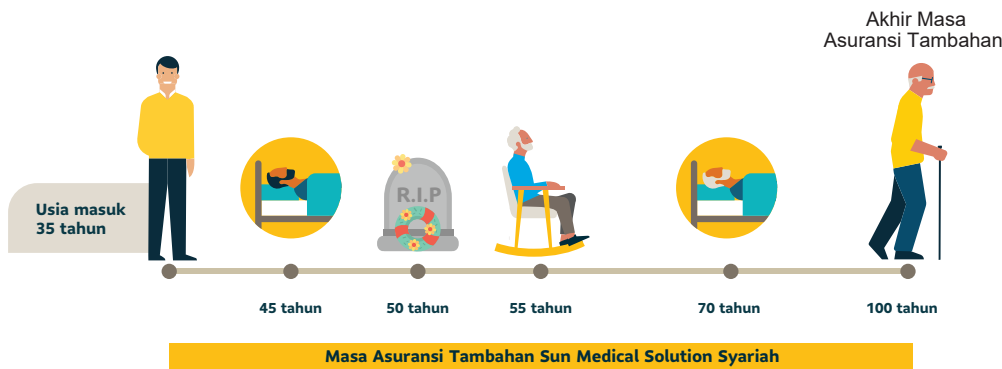 Akhir Masa
Asuransi Tambahan
Usia masuk
35 tahun
R.I.P
45 tahun
50 tahun
55 tahun
70 tahun
100 tahun
Masa Asuransi Tambahan Sun Medical Solution Syariah